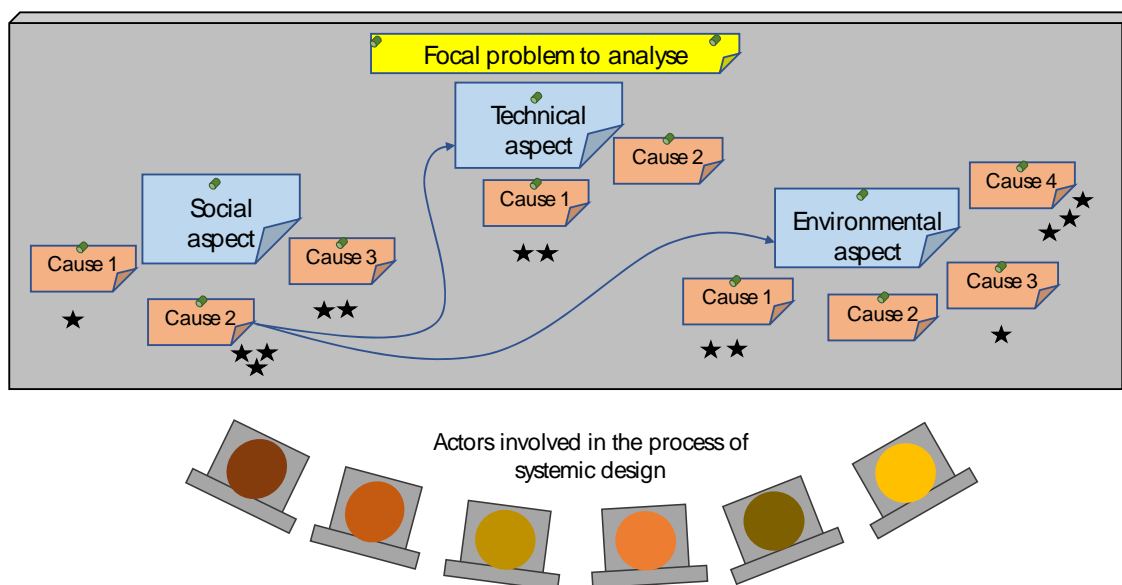 Focal problem to analyse
Technical
aspect
Cause 2
Cause 1
Social
aspect
Cause 1
Cause 3
Cause 2
Environmental
aspect
Cause 4
Cause 1
Cause 2
Cause 3
Actors involved in the process of
systemic design